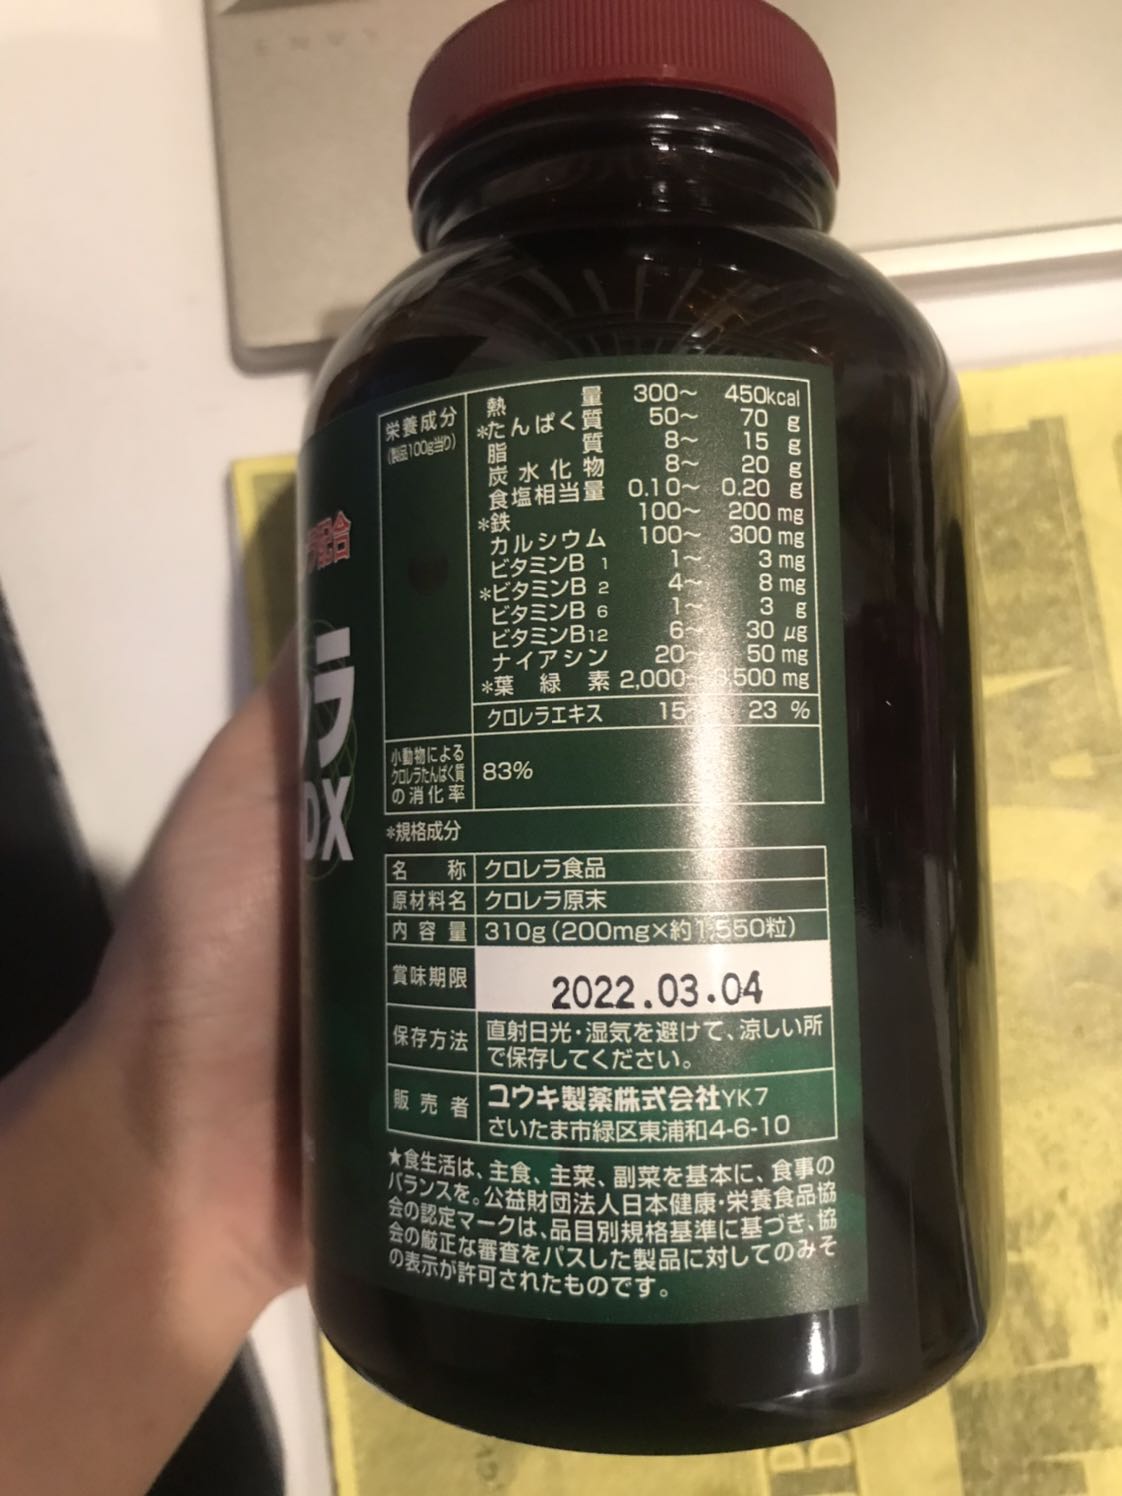 ENVY
配合
ラ
DX
栄養成分
(製品100g当り)
熱量 300～ 450kcal
*たんぱく質 50～ 70 g
脂質 8～ 15 g
炭水化物 8～ 20 g
食塩相当量 0.10～ 0.20 g
*鉄 100～ 200 mg
カルシウム 100～ 300 mg
ビタミンB1 1～ 3 mg
*ビタミンB2 4～ 8 mg
ビタミンB6 1～ 3 g
ビタミンB12 6～ 30 μg
ナイアシン 20～ 50 mg
*葉緑素 2,000～ 3,500 mg
クロレラエキス 15～ 23 %
小動物による
クロレラたんぱく質
の消化率
83%
*規格成分
名称 クロレラ食品
原材料名 クロレラ原末
内容量 310g(200mg×約1,550粒)
賞味期限 2022.03.04
保存方法 直射日光・湿気を避けて、涼しい所
で保存してください。
販売者 ユウキ製薬株式会社YK7
さいたま市緑区東浦和4-6-10
★食生活は、主食、主菜、副菜を基本に、食事の
バランスを。公益財団法人日本健康・栄養食品協
会の認定マークは、品目別規格基準に基づき、協
会の厳正な審査をパスした製品に対してのみそ
の表示が許可されたものです。